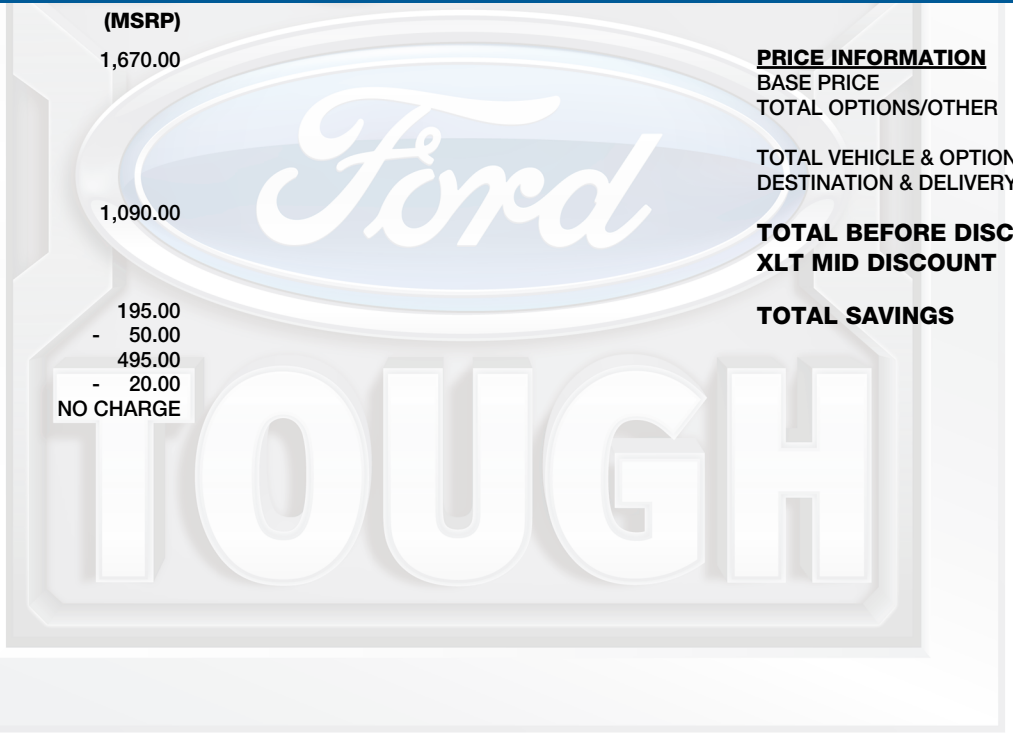 (MSRP)
1,670.00
1,090.00
195.00
- 50.00
495.00
- 20.00
NO CHARGE
PRICE INFORMATION
BASE PRICE
TOTAL OPTIONS/OTHER
TOTAL VEHICLE & OPTION
DESTINATION & DELIVERY
TOTAL BEFORE DISC
XLT MID DISCOUNT
TOTAL SAVINGS
Ford
TOUGH